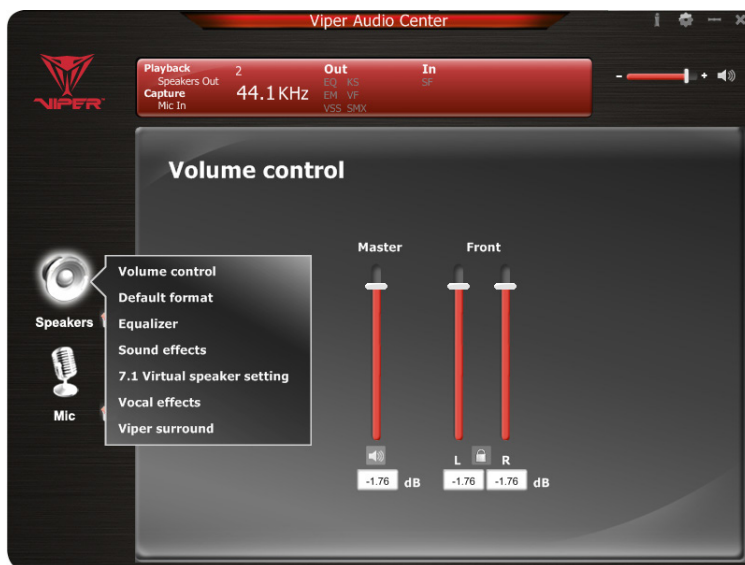 Viper Audio Center
i
VIPER
Playback 2 Out In
Speakers Out EQ KS SF
Capture 44.1KHz EM VF
Mic In VSS SMX
- +
Volume control
Master Front
Volume control
Default format
Equalizer
Sound effects
7.1 Virtual speaker setting
Vocal effects
Viper surround
Speakers
Mic
L R
-1.76 dB -1.76 -1.76 dB